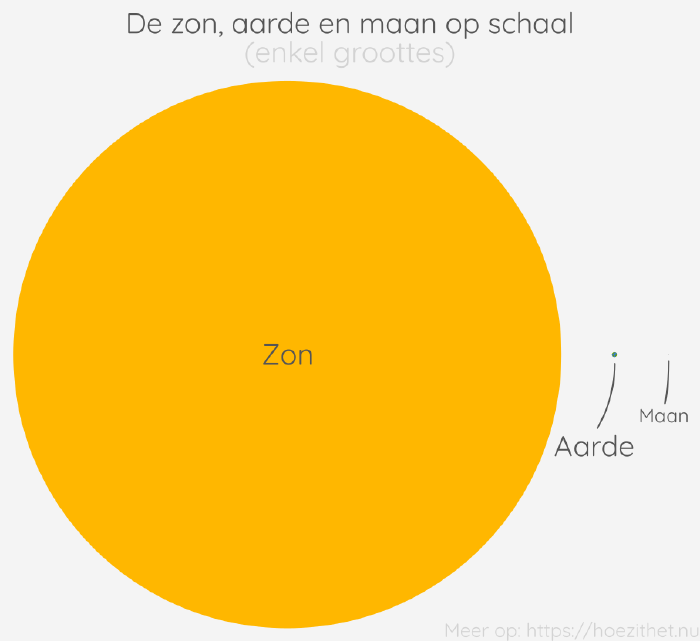 De zon, aarde en maan op schaal
(enkel groottes)
Zon
Maan
Aarde
Meer op: https://hoezithet.nu